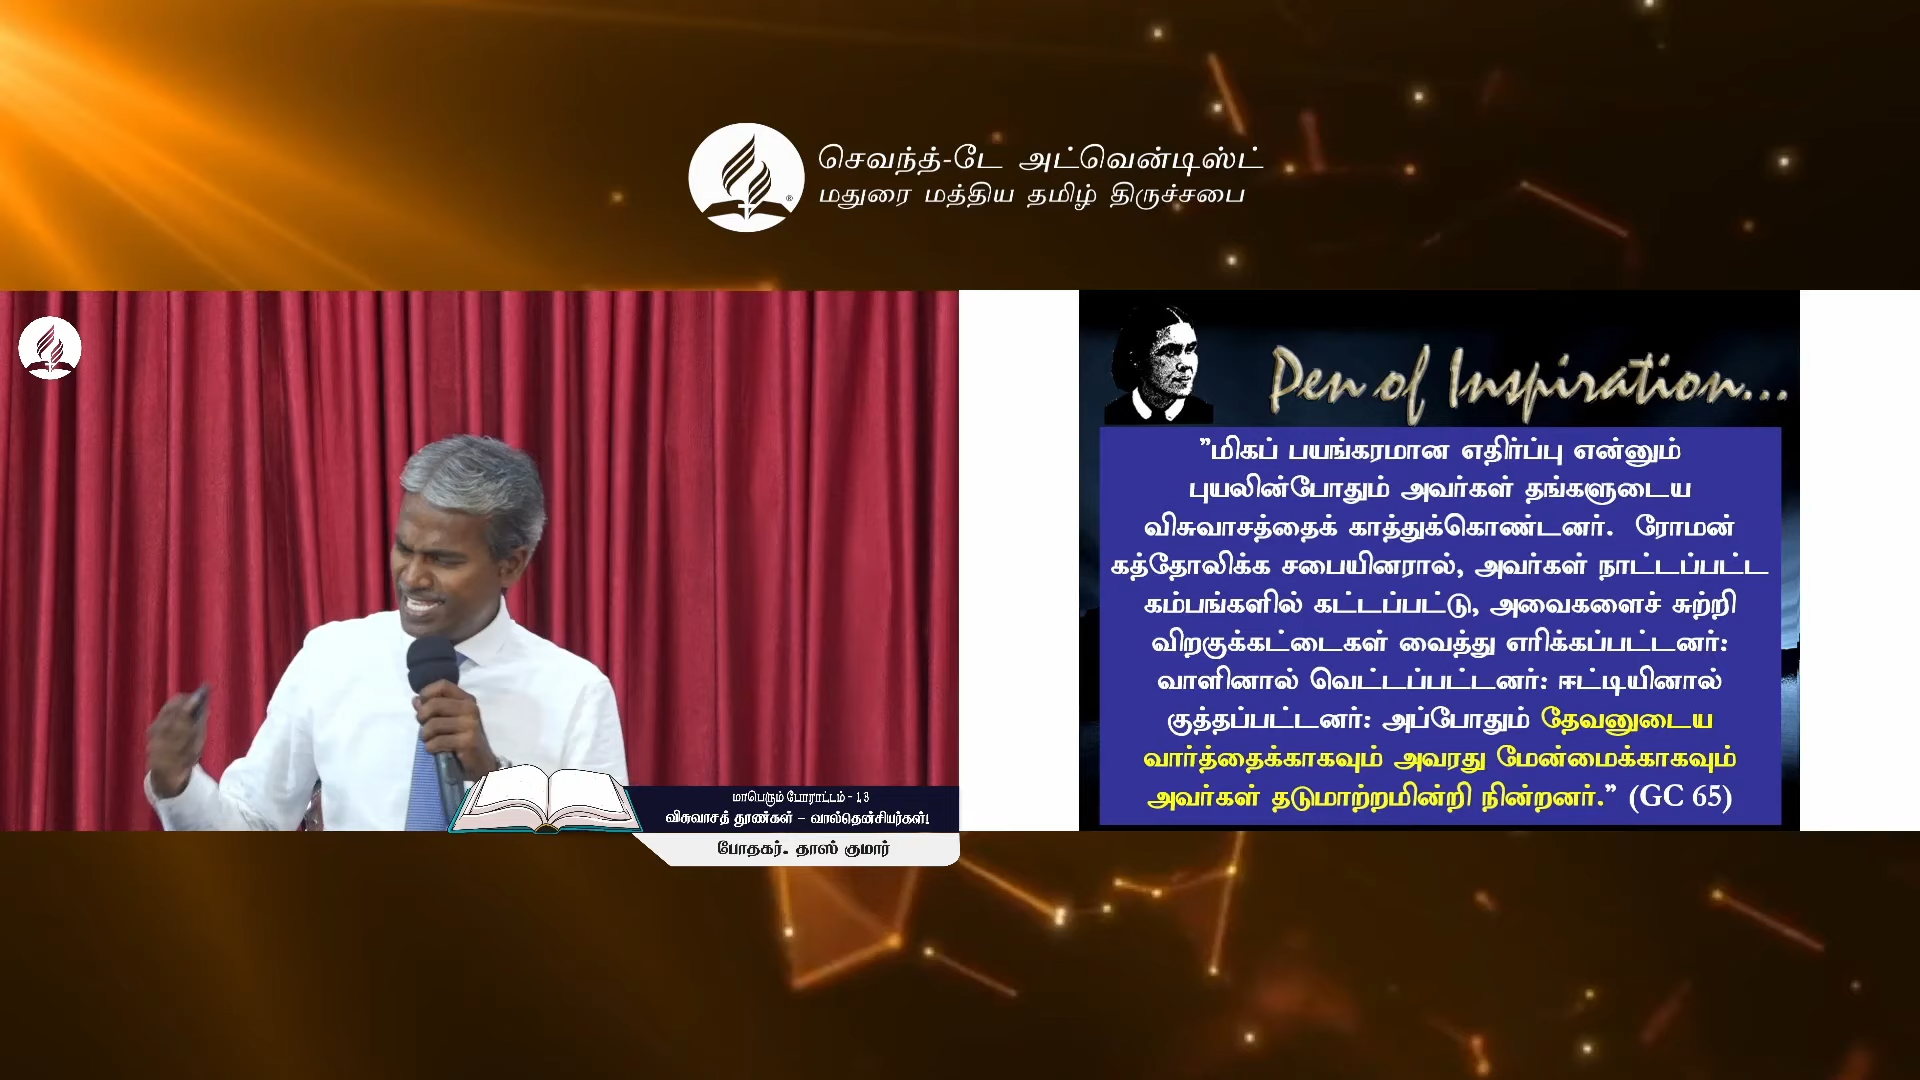 செவந்த்-டே அட்வென்டிஸ்ட்
மதுரை மத்திய தமிழ் திருச்சபை
Pen of Inspiration...
”மிகப் பயங்கரமான எதிர்ப்பு என்னும்
புயலின்போதும் அவர்கள் தங்களுடைய
விசுவாசத்தைக் காத்துக்கொண்டனர். ரோமன்
கத்தோலிக்க சபையினரால், அவர்கள் நாட்டப்பட்ட
கம்பங்களில் கட்டப்பட்டு, அவைகளைச் சுற்றி
விறகுக்கட்டைகள் வைத்து எரிக்கப்பட்டனர்:
வாளினால் வெட்டப்பட்டனர்: ஈட்டியினால்
குத்தப்பட்டனர்: அப்போதும் தேவனுடைய
வார்த்தைக்காகவும் அவரது மேன்மைக்காகவும்
அவர்கள் தடுமாற்றமின்றி நின்றனர்.” (GC 65)
மாபெரும் போராட்டம் - 13
விசுவாசத் தூண்கள் – வால்தென்சியர்கள்!
போதகர். தாஸ் குமார்